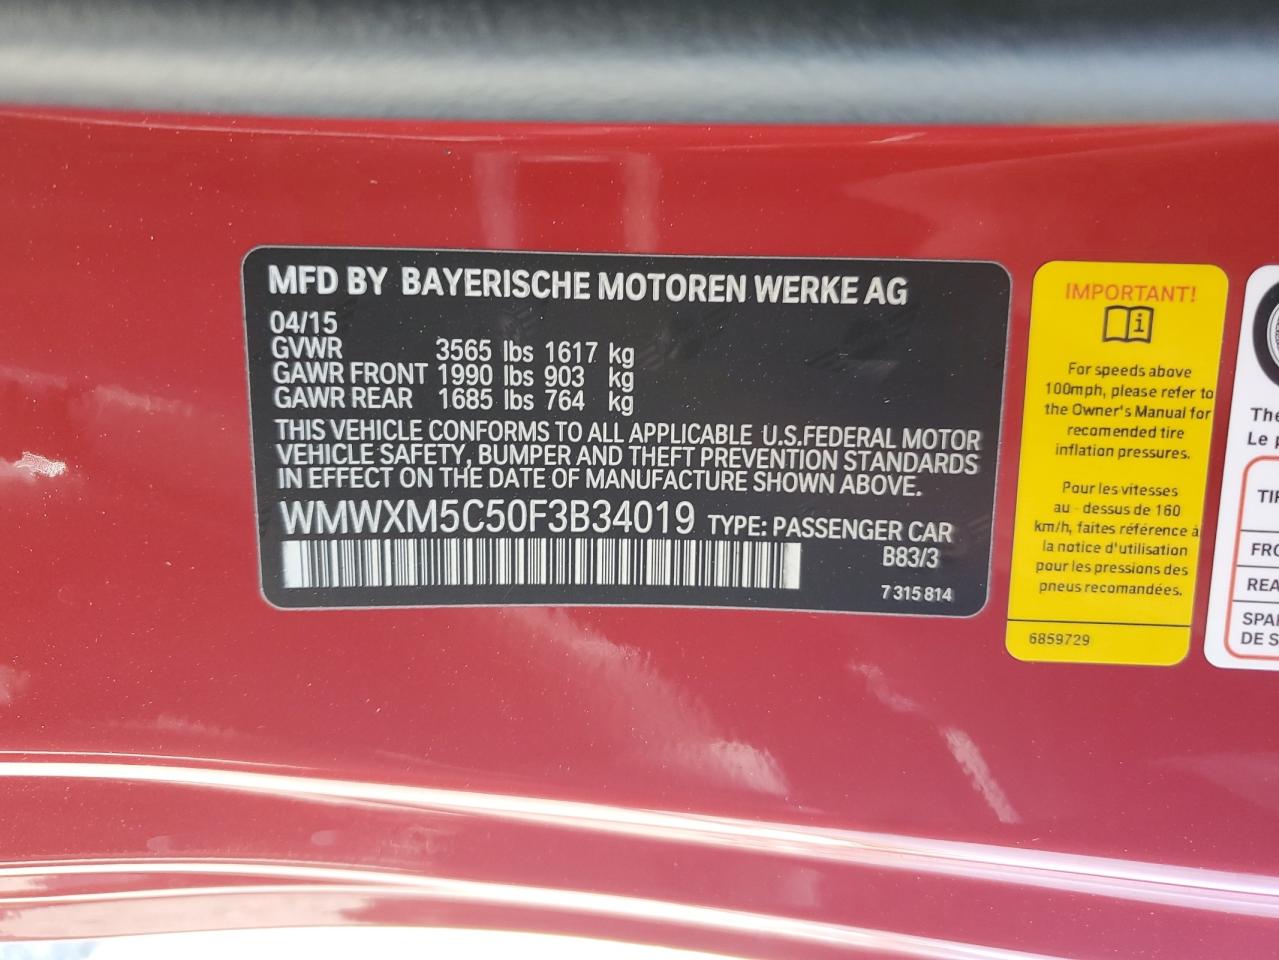 MFD BY BAYERISCHE MOTOREN WERKE AG
04/15
GVWR 3565 lbs 1617 kg
GAWR FRONT 1990 lbs 903 kg
GAWR REAR 1685 lbs 764 kg
THIS VEHICLE CONFORMS TO ALL APPLICABLE U.S.FEDERAL MOTOR
VEHICLE SAFETY, BUMPER AND THEFT PREVENTION STANDARDS
IN EFFECT ON THE DATE OF MANUFACTURE SHOWN ABOVE.
WMWXM5C50F3B34019 TYPE: PASSENGER CAR
B83/3
7 315 814
IMPORTANT!
i
For speeds above
100mph, please refer to
the Owner's Manual for
recomended tire
inflation pressures.
Pour les vitesses
au - dessus de 160
km/h, faites référence à
la notice d'utilisation
pour les pressions des
pneus recomandées.
6859729
The
Le
DE